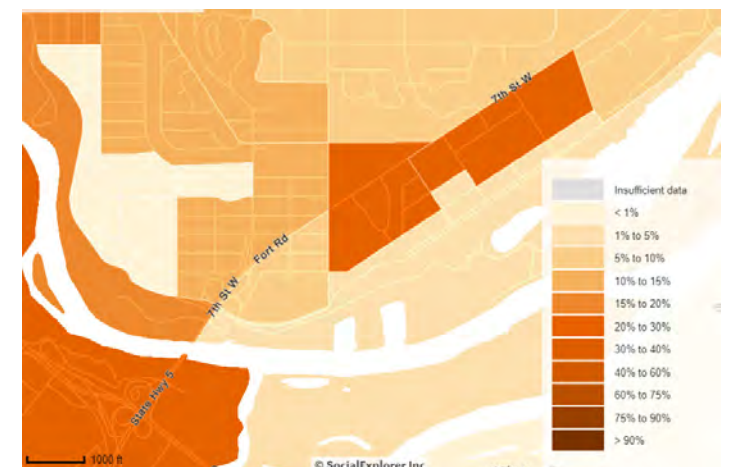 7th St W
Fort Rd
7th St W
State Hwy 5
1000 ft
© SocialExplorer Inc
Insufficient data
< 1%
1% to 5%
5% to 10%
10% to 15%
15% to 20%
20% to 30%
30% to 40%
40% to 60%
60% to 75%
75% to 90%
> 90%